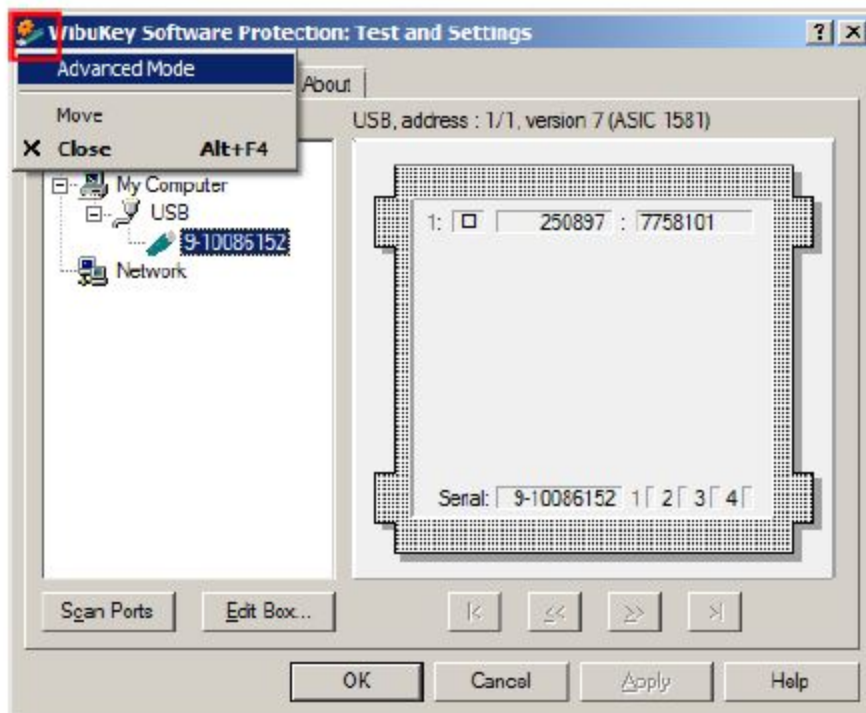 WibuKey Software Protection: Test and Settings
Advanced Mode
About
Move
Close Alt+F4
USB, address : 1/1, version 7 (ASIC 1581)
My Computer
USB
9-10086152
Network
1: 250897 : 7758101
Serial: 9-10086152 1 2 3 4
Scan Ports Edit Box... |< << >> >|
OK Cancel Apply Help